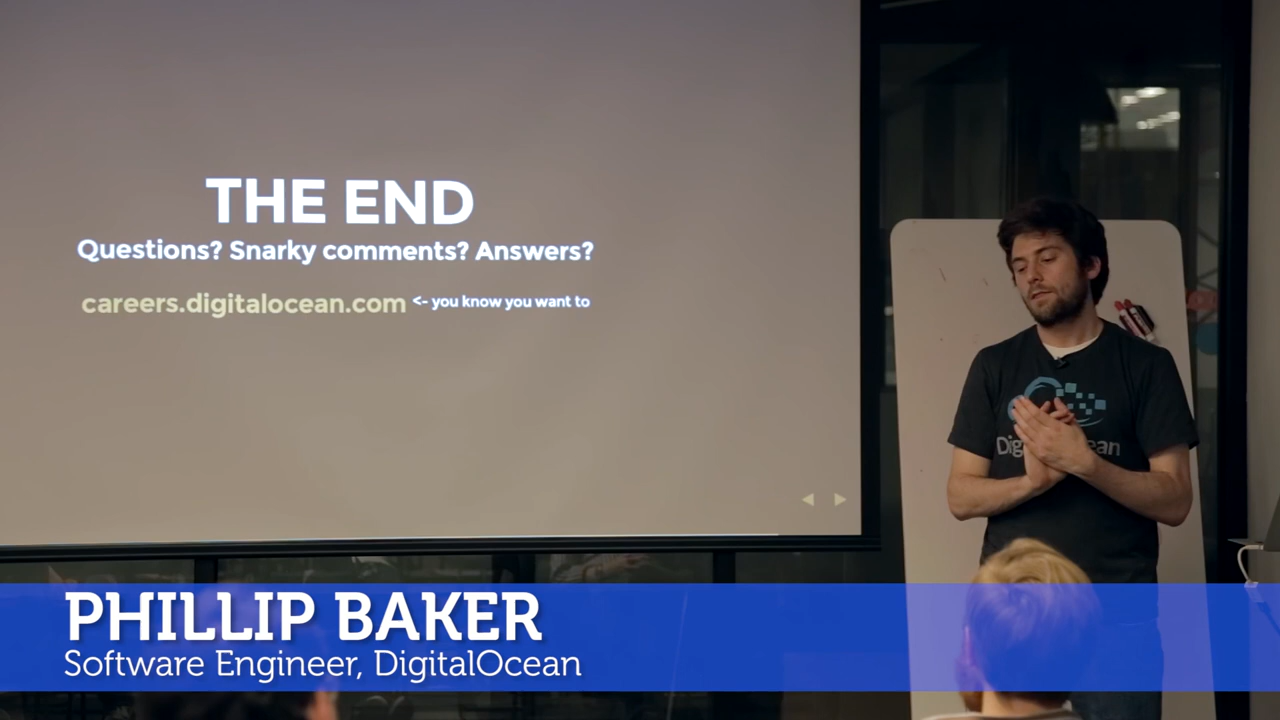 THE END
Questions? Snarky comments? Answers?
careers.digitalocean.com <- you know you want to
PHILLIP BAKER
Software Engineer, DigitalOcean